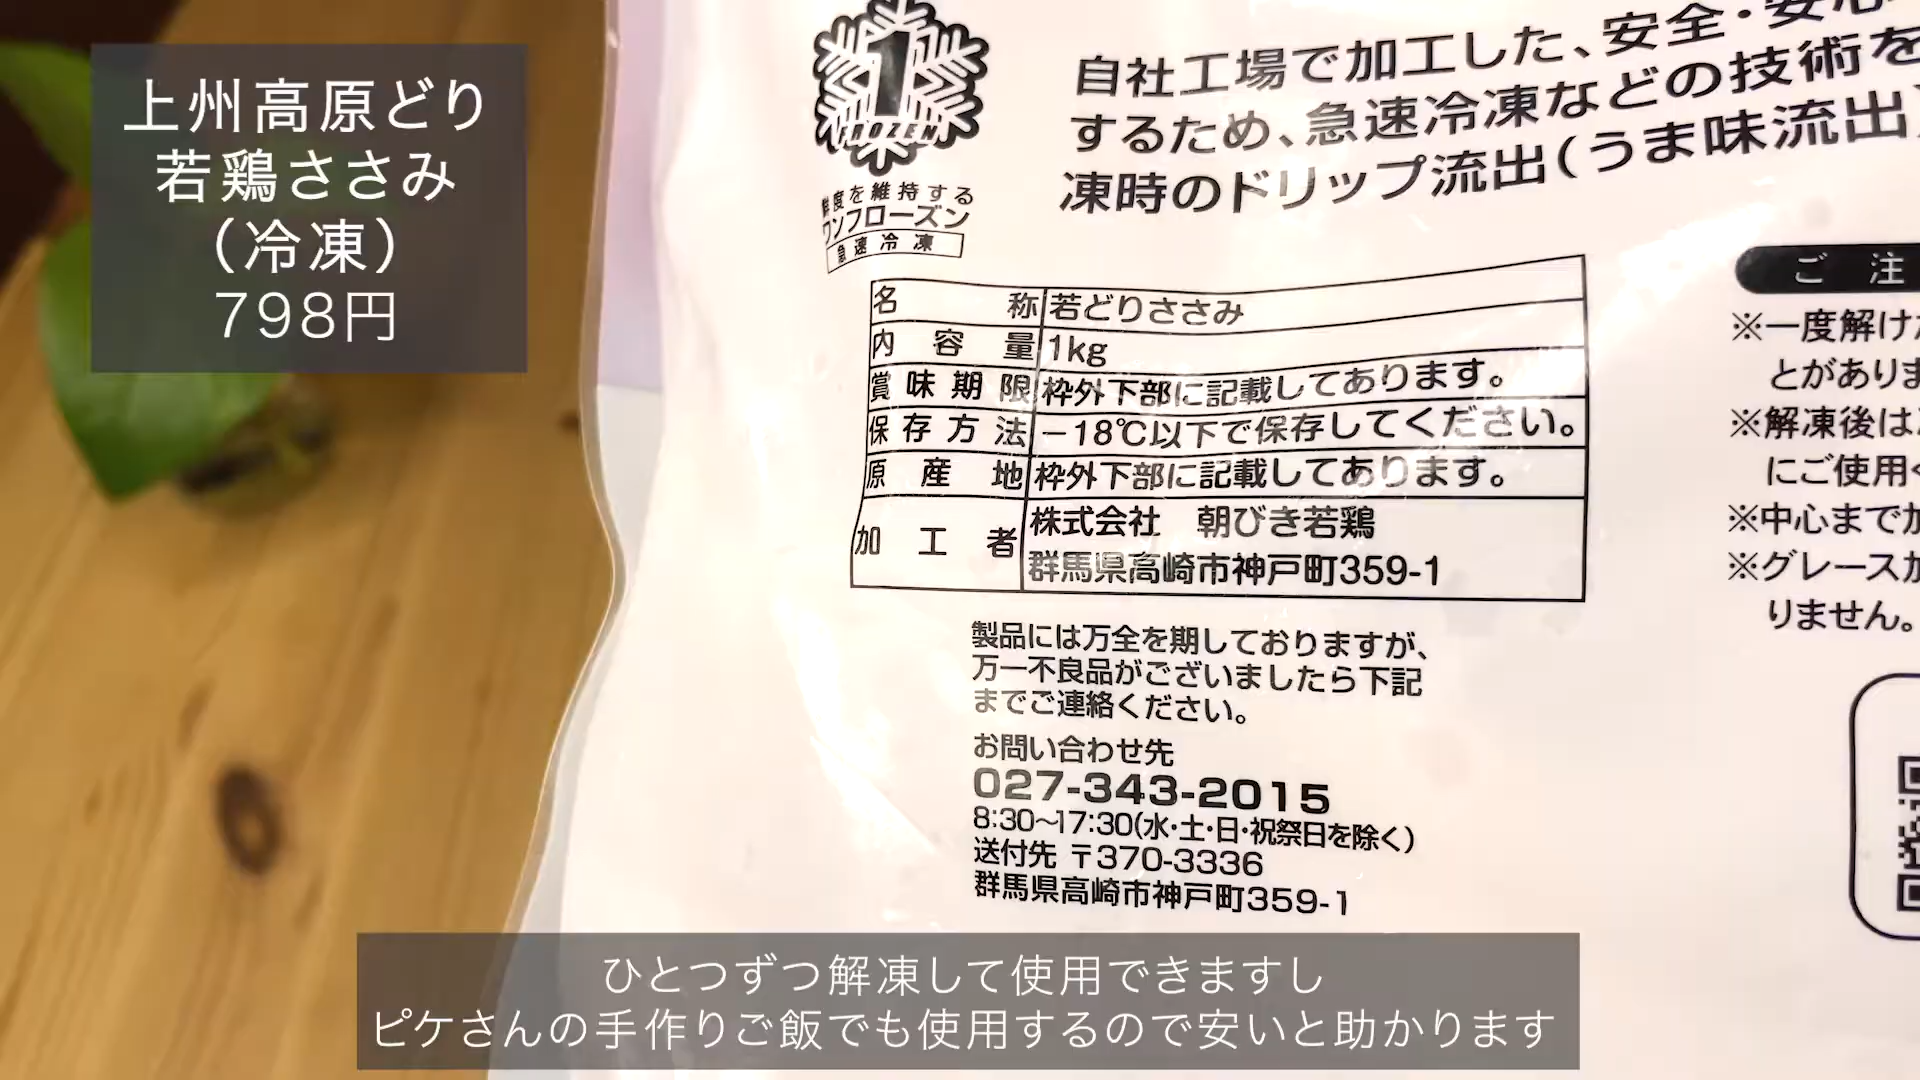 上州高原どり
若鶏ささみ
（冷凍）
798円
1
FROZEN
鮮度を維持する
ワンフローズン
急速冷凍
自社工場で加工した、安全・安心
するため、急速冷凍などの技術を
凍時のドリップ流出(うま味流出)
名称 若どりささみ
内容量 1kg
賞味期限 枠外下部に記載してあります。
保存方法 −18℃以下で保存してください。
原産地 枠外下部に記載してあります。
加工者 株式会社 朝びき若鶏
群馬県高崎市神戸町359-1
製品には万全を期しておりますが、
万一不良品がございましたら下記
までご連絡ください。
お問い合わせ先
027-343-2015
8:30～17:30(水・土・日・祝祭日を除く)
送付先 〒370-3336
群馬県高崎市神戸町359-1
ご注
※一度解け
とがありま
※解凍後は
にご使用く
※中心まで加
※グレース加
りません。
ひとつずつ解凍して使用できますし
ピケさんの手作りご飯でも使用するので安いと助かります